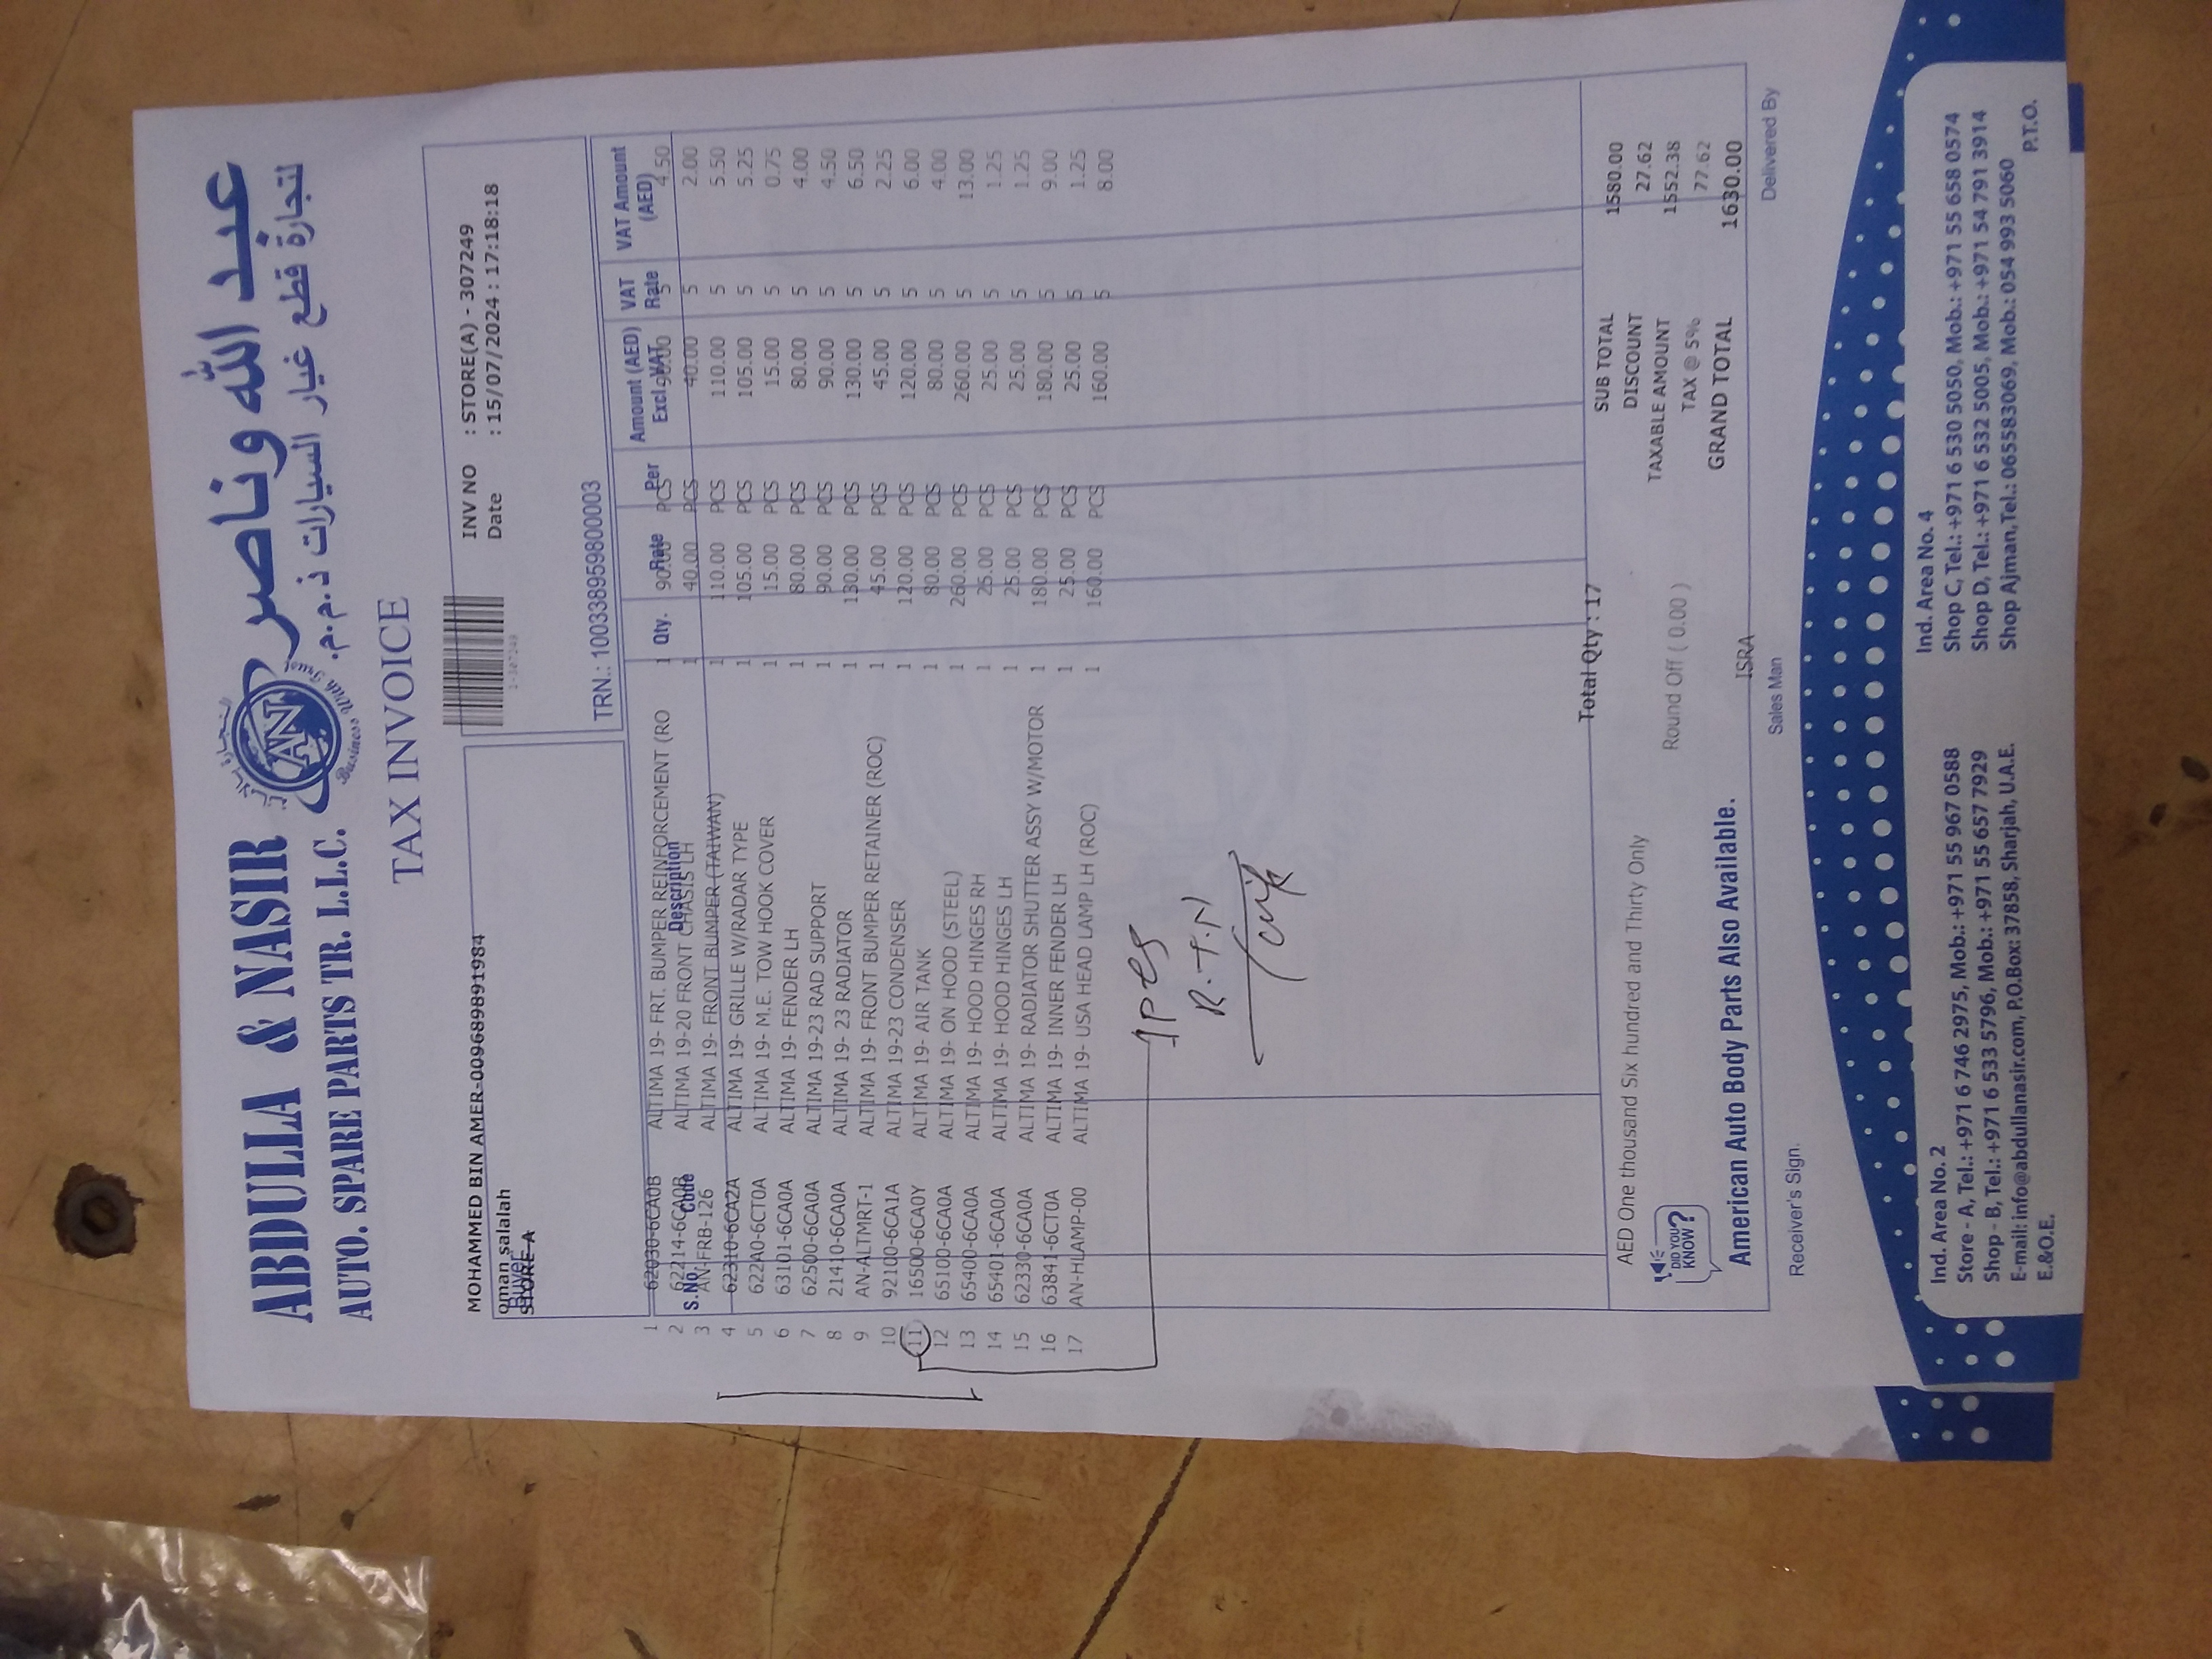 ABDULLA & NASIR
AUTO. SPARE PARTS TR. L.L.C.
AN
Business With
عبد الله وناصر
لتجارة قطع غيار السيارات ذ.م.م.
TAX INVOICE
MOHAMMED BIN AMER-009689891984
oman salalah
Buyer
STORE A
1-307249
INV NO : STORE(A) - 307249
Date : 15/07/2024 : 17:18:18
TRN.: 100338959800003
S.No. Code Description Qty. Rate Per Amount (AED) Excl. VAT VAT Rate VAT Amount (AED)
1 62030-6CA0B ALTIMA 19- FRT. BUMPER REINFORCEMENT (RO 1 90.00 PCS 90.00 5 4.50
2 62214-6CA0B ALTIMA 19-20 FRONT CHASIS LH 1 40.00 PCS 40.00 5 2.00
3 AN-FRB-126 ALTIMA 19- FRONT BUMPER (TAIWAN) 1 110.00 PCS 110.00 5 5.50
4 62310-6CA2A ALTIMA 19- GRILLE W/RADAR TYPE 1 105.00 PCS 105.00 5 5.25
5 622A0-6CT0A ALTIMA 19- M.E. TOW HOOK COVER 1 15.00 PCS 15.00 5 0.75
6 63101-6CA0A ALTIMA 19- FENDER LH 1 80.00 PCS 80.00 5 4.00
7 62500-6CA0A ALTIMA 19-23 RAD SUPPORT 1 90.00 PCS 90.00 5 4.50
8 21410-6CA0A ALTIMA 19- 23 RADIATOR 1 130.00 PCS 130.00 5 6.50
9 AN-ALTMRT-1 ALTIMA 19- FRONT BUMPER RETAINER (ROC) 1 45.00 PCS 45.00 5 2.25
10 92100-6CA1A ALTIMA 19-23 CONDENSER 1 120.00 PCS 120.00 5 6.00
11 16500-6CA0Y ALTIMA 19- AIR TANK 1 80.00 PCS 80.00 5 4.00
12 65100-6CA0A ALTIMA 19- ON HOOD (STEEL) 1 260.00 PCS 260.00 5 13.00
13 65400-6CA0A ALTIMA 19- HOOD HINGES RH 1 25.00 PCS 25.00 5 1.25
14 65401-6CA0A ALTIMA 19- HOOD HINGES LH 1 25.00 PCS 25.00 5 1.25
15 62330-6CA0A ALTIMA 19- RADIATOR SHUTTER ASSY W/MOTOR 1 180.00 PCS 180.00 5 9.00
16 63841-6CT0A ALTIMA 19- INNER FENDER LH 1 25.00 PCS 25.00 5 1.25
17 AN-HLAMP-00 ALTIMA 19- USA HEAD LAMP LH (ROC) 1 160.00 PCS 160.00 5 8.00
1 Pcs
R.T.N
Total Qty : 17
AED One thousand Six hundred and Thirty Only
SUB TOTAL 1580.00
DISCOUNT 27.62
Round Off ( 0.00 )
TAXABLE AMOUNT 1552.38
TAX @ 5% 77.62
GRAND TOTAL 1630.00
DID YOU KNOW?
American Auto Body Parts Also Available.
ISRA
Receiver's Sign.
Sales Man
Delivered By
Ind. Area No. 2
Store - A, Tel.: +971 6 746 2975, Mob.: +971 55 967 0588
Shop - B, Tel.: +971 6 533 5796, Mob.: +971 55 657 7929
E-mail: info@abdullanasir.com, P.O.Box: 37858, Sharjah, U.A.E.
E.&O.E.
Ind. Area No. 4
Shop C, Tel.: +971 6 530 5050, Mob.: +971 55 658 0574
Shop D, Tel.: +971 6 532 5005, Mob.: +971 54 791 3914
Shop Ajman, Tel.: 065583069, Mob.: 054 993 5060
P.T.O.